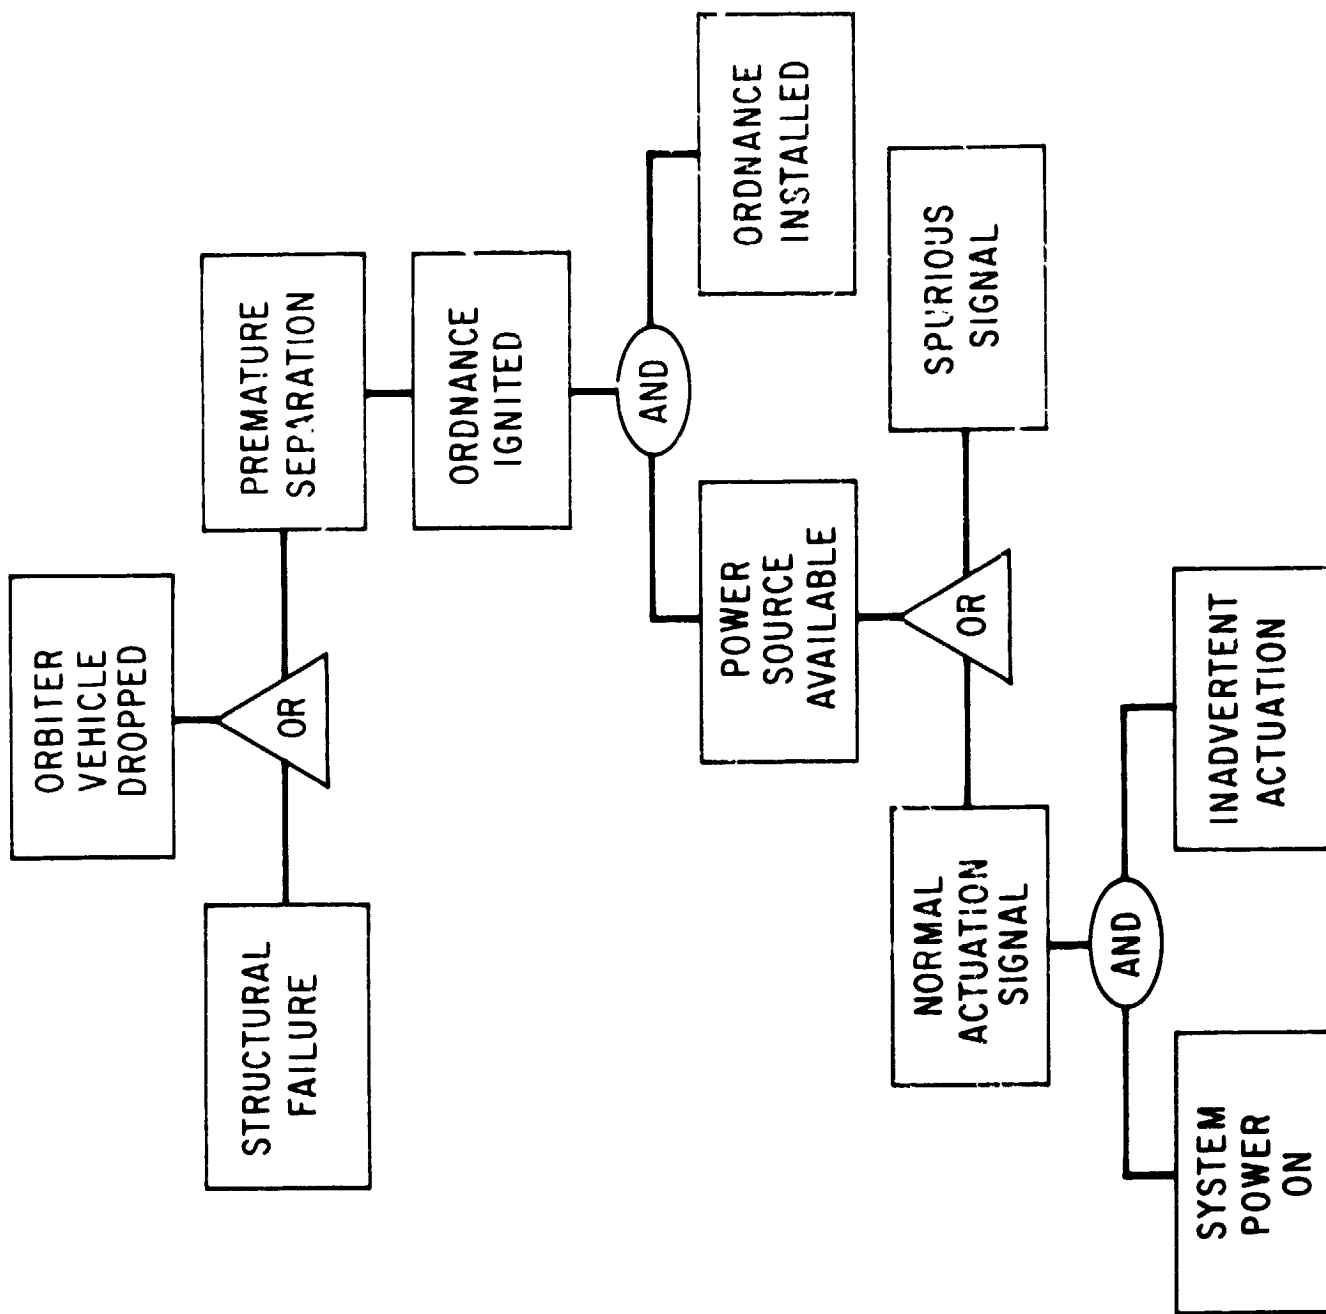 ORBITER
VEHICLE
DROPPED
OR
STRUCTURAL
FAILURE
PREMATURE
SEPARATION
ORDNANCE
IGNITED
AND
POWER
SOURCE
AVAILABLE
ORDNANCE
INSTALLED
OR
NORMAL
ACTUATION
SIGNAL
SPURIOUS
SIGNAL
AND
SYSTEM
POWER
ON
INADVERTENT
ACTUATION